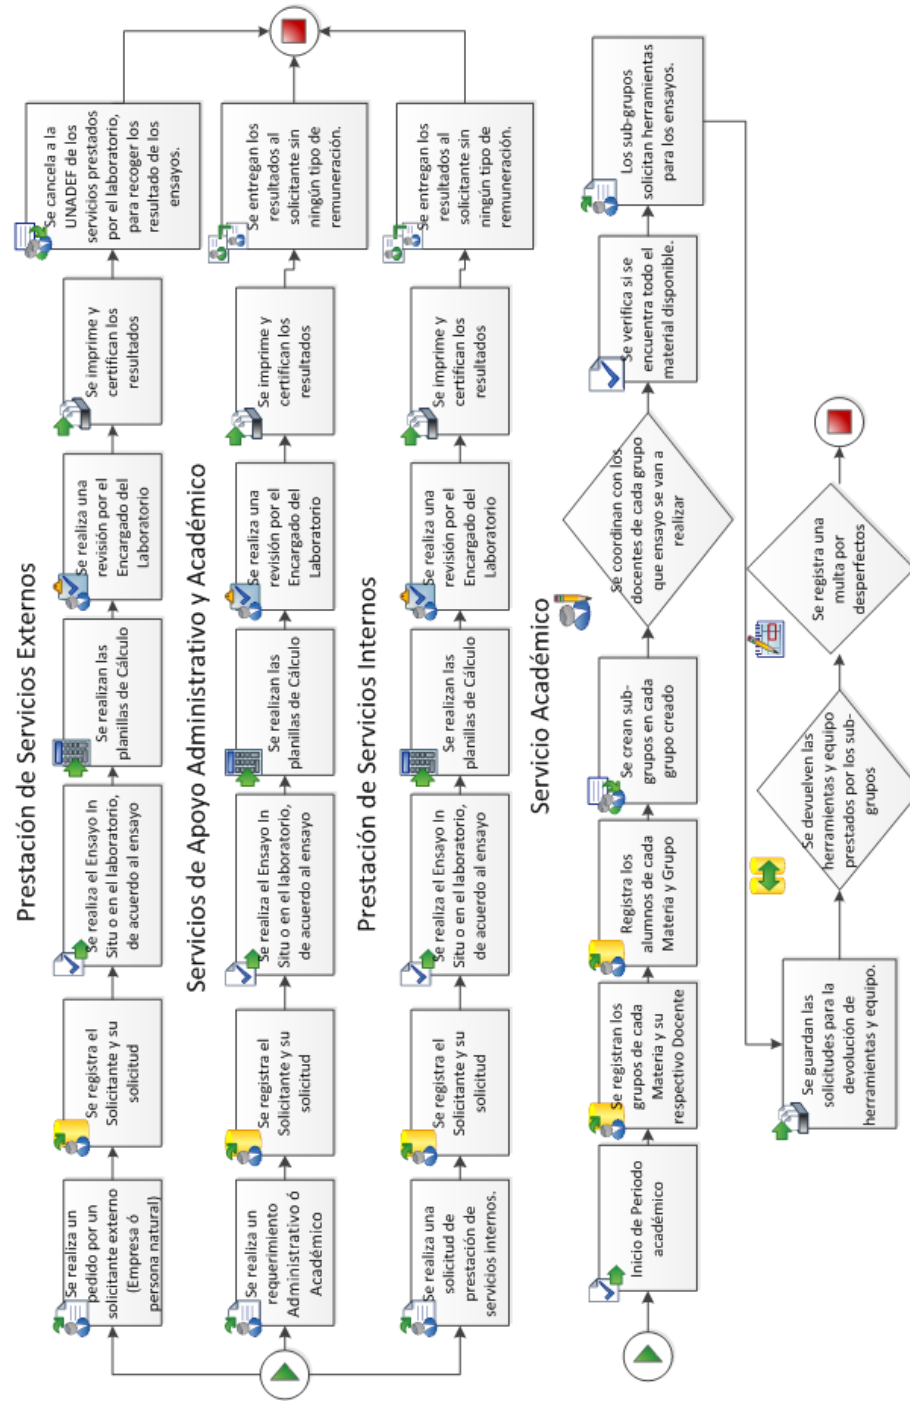 Prestación de Servicios Externos
Se realiza un
pedido por un
solicitante externo
(Empresa ó
persona natural)
Se registra el
Solicitante y su
solicitud
Se realiza el Ensayo In
Situ o en el laboratorio,
de acuerdo al ensayo
Se realizan las
planillas de Cálculo
Se realiza una
revisión por el
Encargado del
Laboratorio
Se imprime y
certifican los
resultados
Se cancela a la
UNADEF de los
servicios prestados
por el laboratorio,
para recoger los
resultado de los
ensayos.
Servicios de Apoyo Administrativo y Académico
Se realiza un
requerimiento
Administrativo ó
Académico
Se registra el
Solicitante y su
solicitud
Se realiza el Ensayo In
Situ o en el laboratorio,
de acuerdo al ensayo
Se realizan las
planillas de Cálculo
Se realiza una
revisión por el
Encargado del
Laboratorio
Se imprime y
certifican los
resultados
Se entregan los
resultados al
solicitante sin
ningún tipo de
remuneración.
Prestación de Servicios Internos
Se realiza una
solicitud de
prestación de
servicios internos.
Se registra el
Solicitante y su
solicitud
Se realiza el Ensayo In
Situ o en el laboratorio,
de acuerdo al ensayo
Se realizan las
planillas de Cálculo
Se realiza una
revisión por el
Encargado del
Laboratorio
Se imprime y
certifican los
resultados
Se entregan los
resultados al
solicitante sin
ningún tipo de
remuneración.
Servicio Académico
Inicio de Periodo
académico
Se registran los
grupos de cada
Materia y su
respectivo Docente
Registra los
alumnos de cada
Materia y Grupo
Se crean sub-
grupos en cada
grupo creado
Se coordinan con los
docentes de cada grupo
que ensayo se van a
realizar
Se verifica si se
encuentra todo el
material disponible.
Los sub-grupos
solicitan herramientas
para los ensayos.
Se guardan las
solicitudes para la
devolución de
herramientas y equipo.
Se devuelven las
herramientas y equipo
prestados por los sub-
grupos
Se registra una
multa por
desperfectos